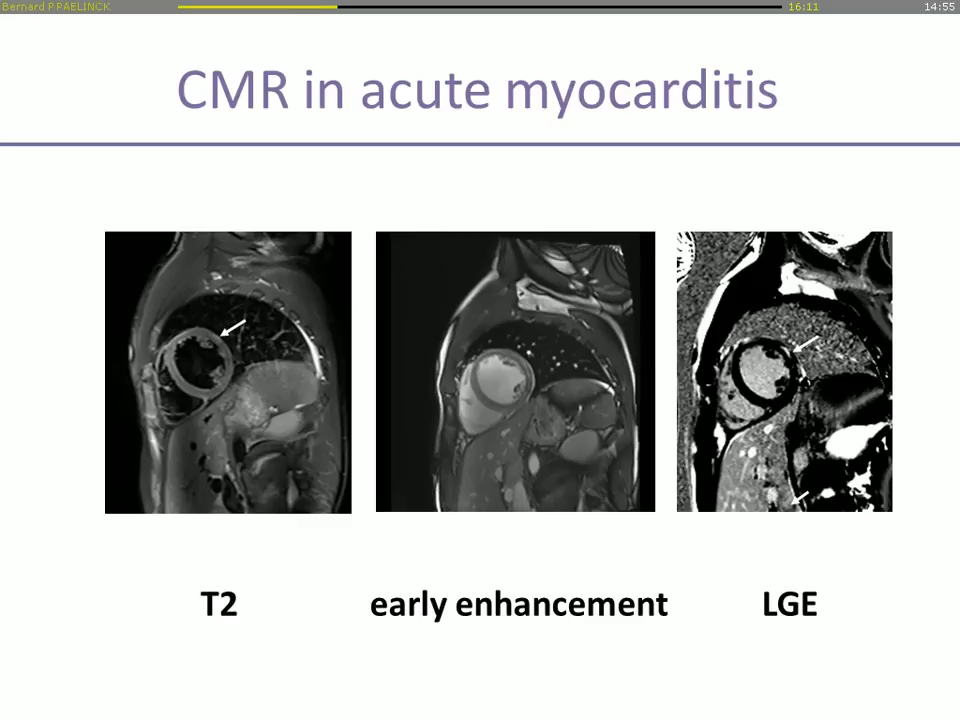 Bernard P.PAELINCK 16:11 14:55
CMR in acute myocarditis
T2 early enhancement LGE